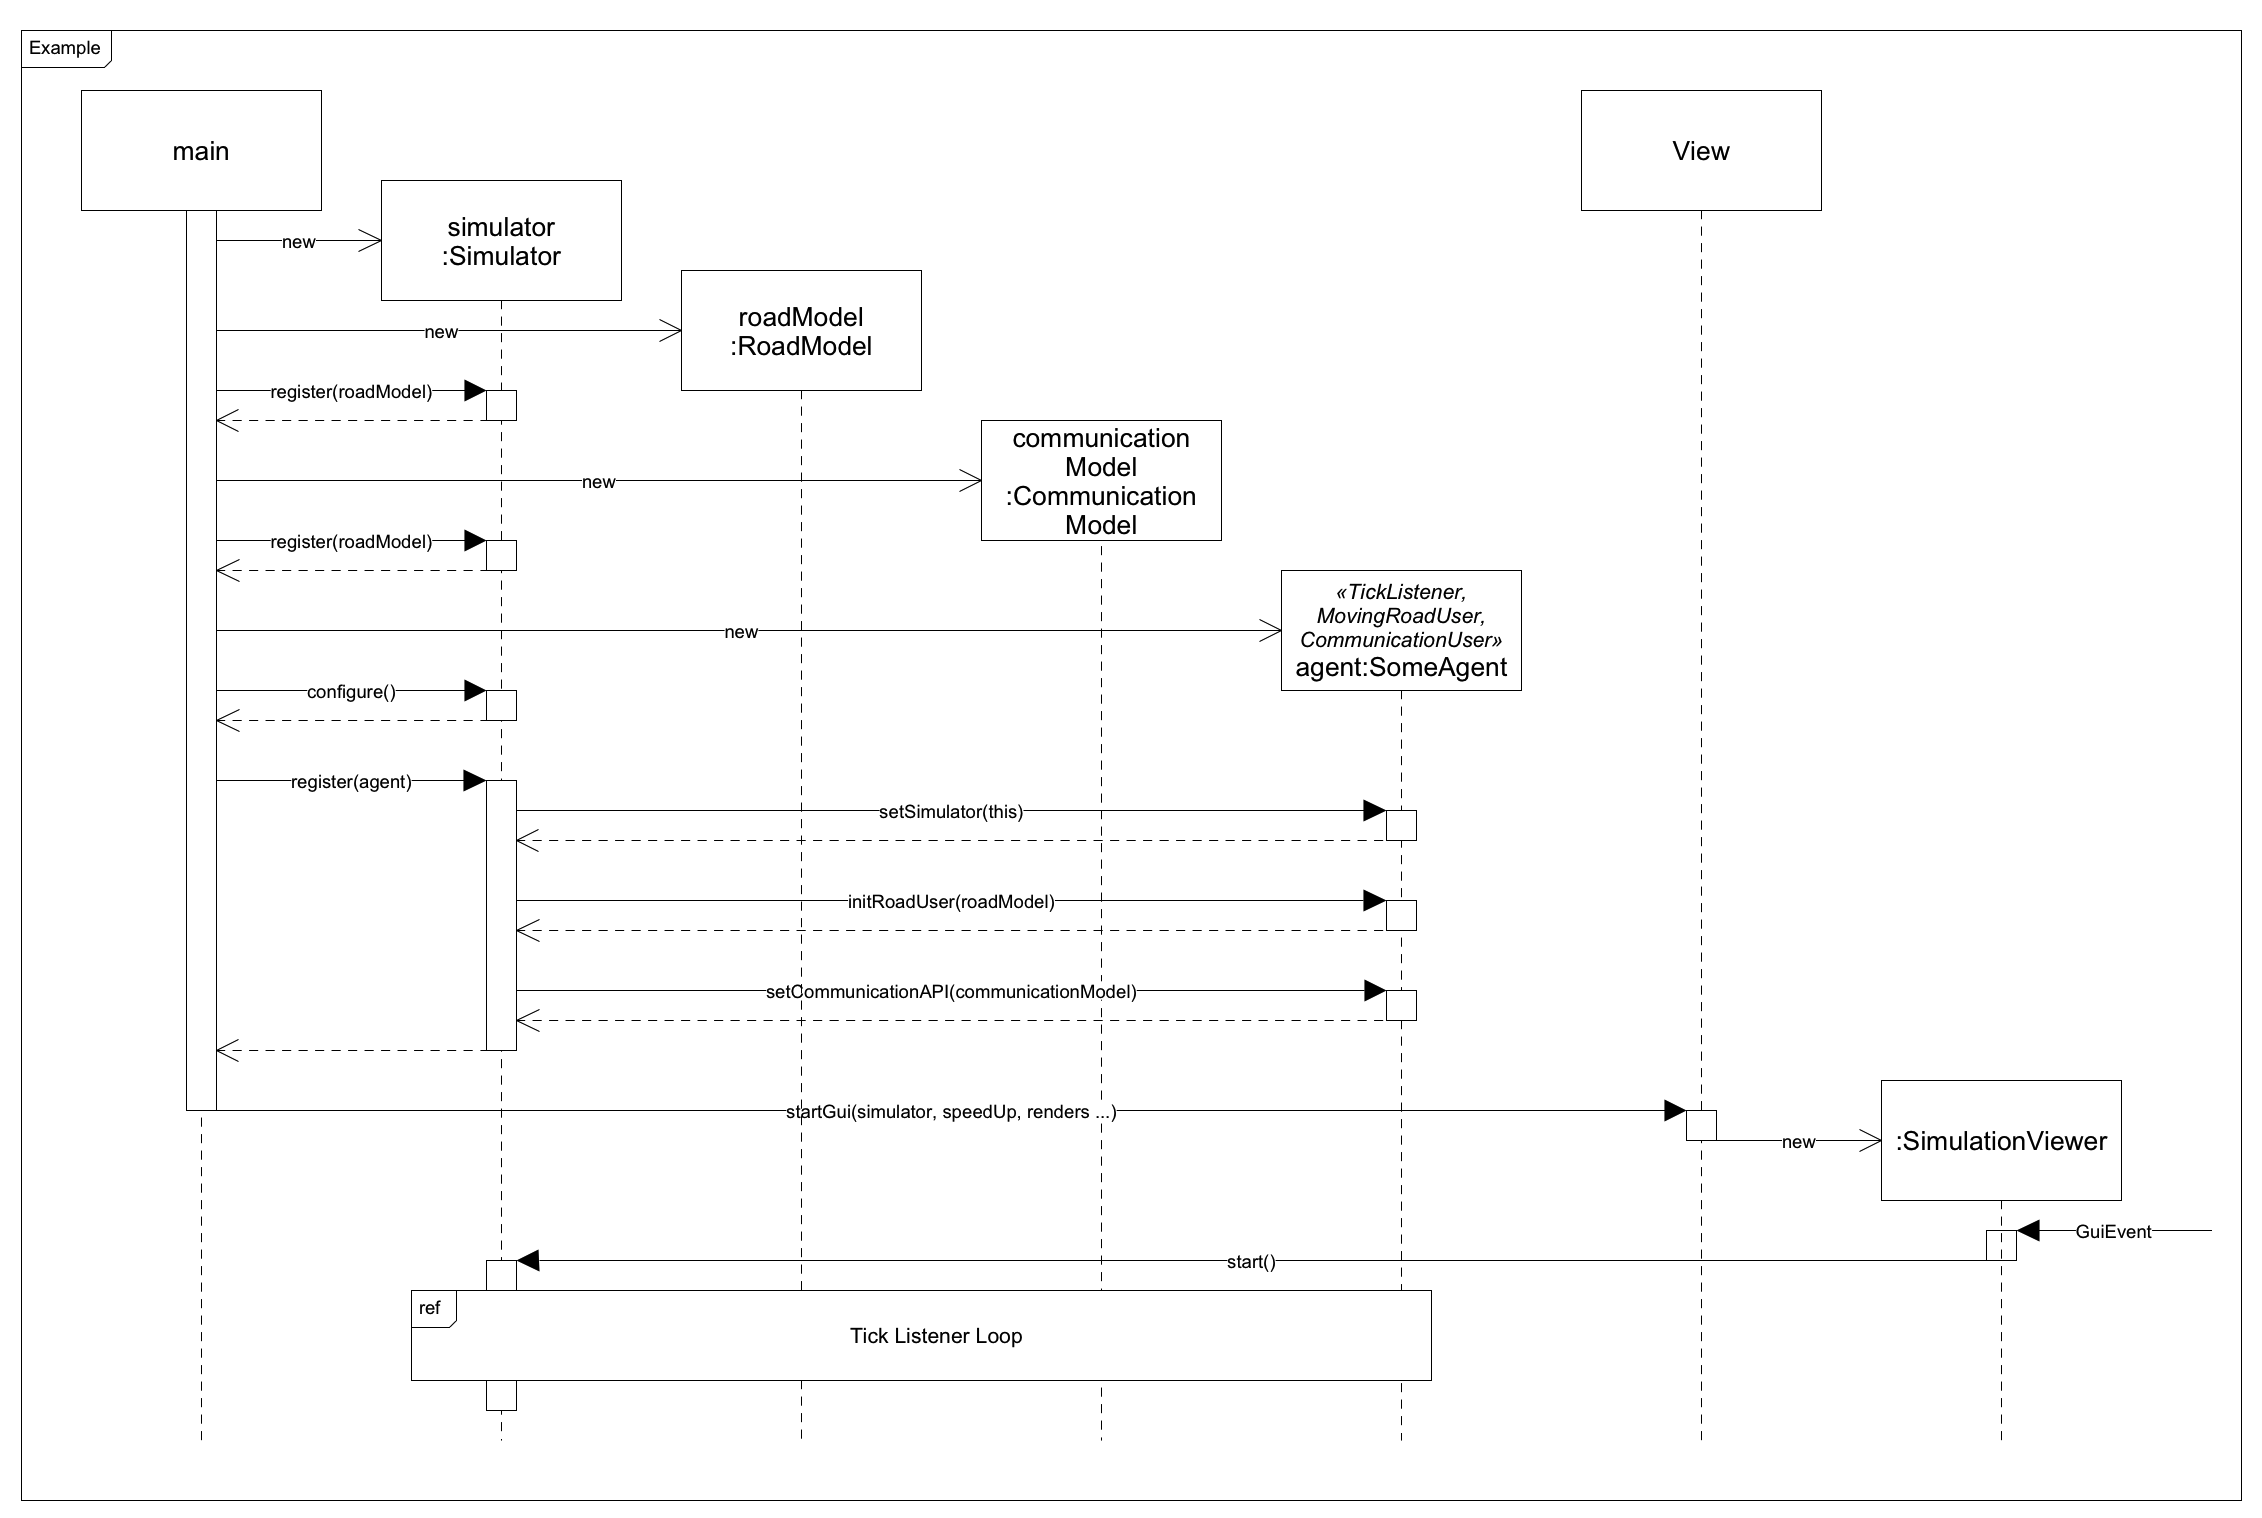 Example
main
View
simulator
:Simulator
new
roadModel
:RoadModel
new
register(roadModel)
communication
Model
:Communication
Model
new
register(roadModel)
«TickListener,
MovingRoadUser,
CommunicationUser»
agent:SomeAgent
new
configure()
register(agent)
setSimulator(this)
initRoadUser(roadModel)
setCommunicationAPI(communicationModel)
startGui(simulator, speedUp, renders ...)
new
:SimulationViewer
GuiEvent
start()
ref
Tick Listener Loop